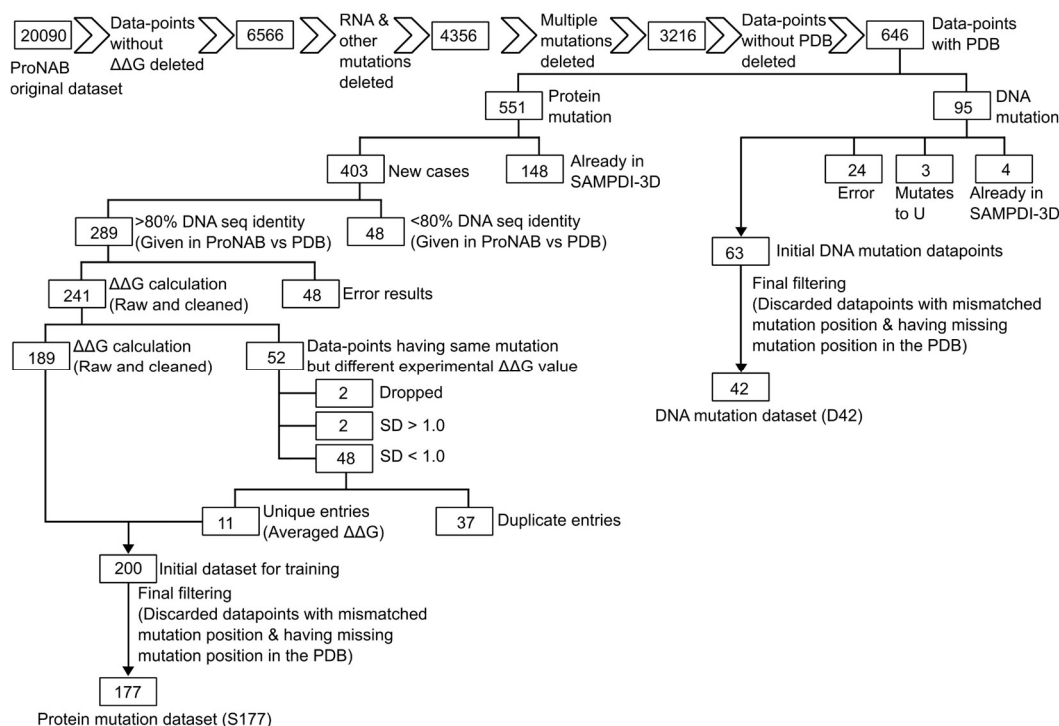 20090
ProNAB
original dataset
Data-points
without
ΔΔG deleted
6566
RNA &
other
mutations
deleted
4356
Multiple
mutations
deleted
3216
Data-points
without PDB
deleted
646
Data-points
with PDB
551
Protein
mutation
95
DNA
mutation
403
New cases
148
Already in
SAMPDI-3D
24
Error
3
Mutates
to U
4
Already in
SAMPDI-3D
289
>80% DNA seq identity
(Given in ProNAB vs PDB)
48
<80% DNA seq identity
(Given in ProNAB vs PDB)
63
Initial DNA mutation datapoints
241
ΔΔG calculation
(Raw and cleaned)
48
Error results
Final filtering
(Discarded datapoints with mismatched
mutation position & having missing
mutation position in the PDB)
189
ΔΔG calculation
(Raw and cleaned)
52
Data-points having same mutation
but different experimental ΔΔG value
2
Dropped
2
SD > 1.0
48
SD < 1.0
42
DNA mutation dataset (D42)
11
Unique entries
(Averaged ΔΔG)
37
Duplicate entries
200
Initial dataset for training
Final filtering
(Discarded datapoints with mismatched
mutation position & having missing
mutation position in the PDB)
177
Protein mutation dataset (S177)